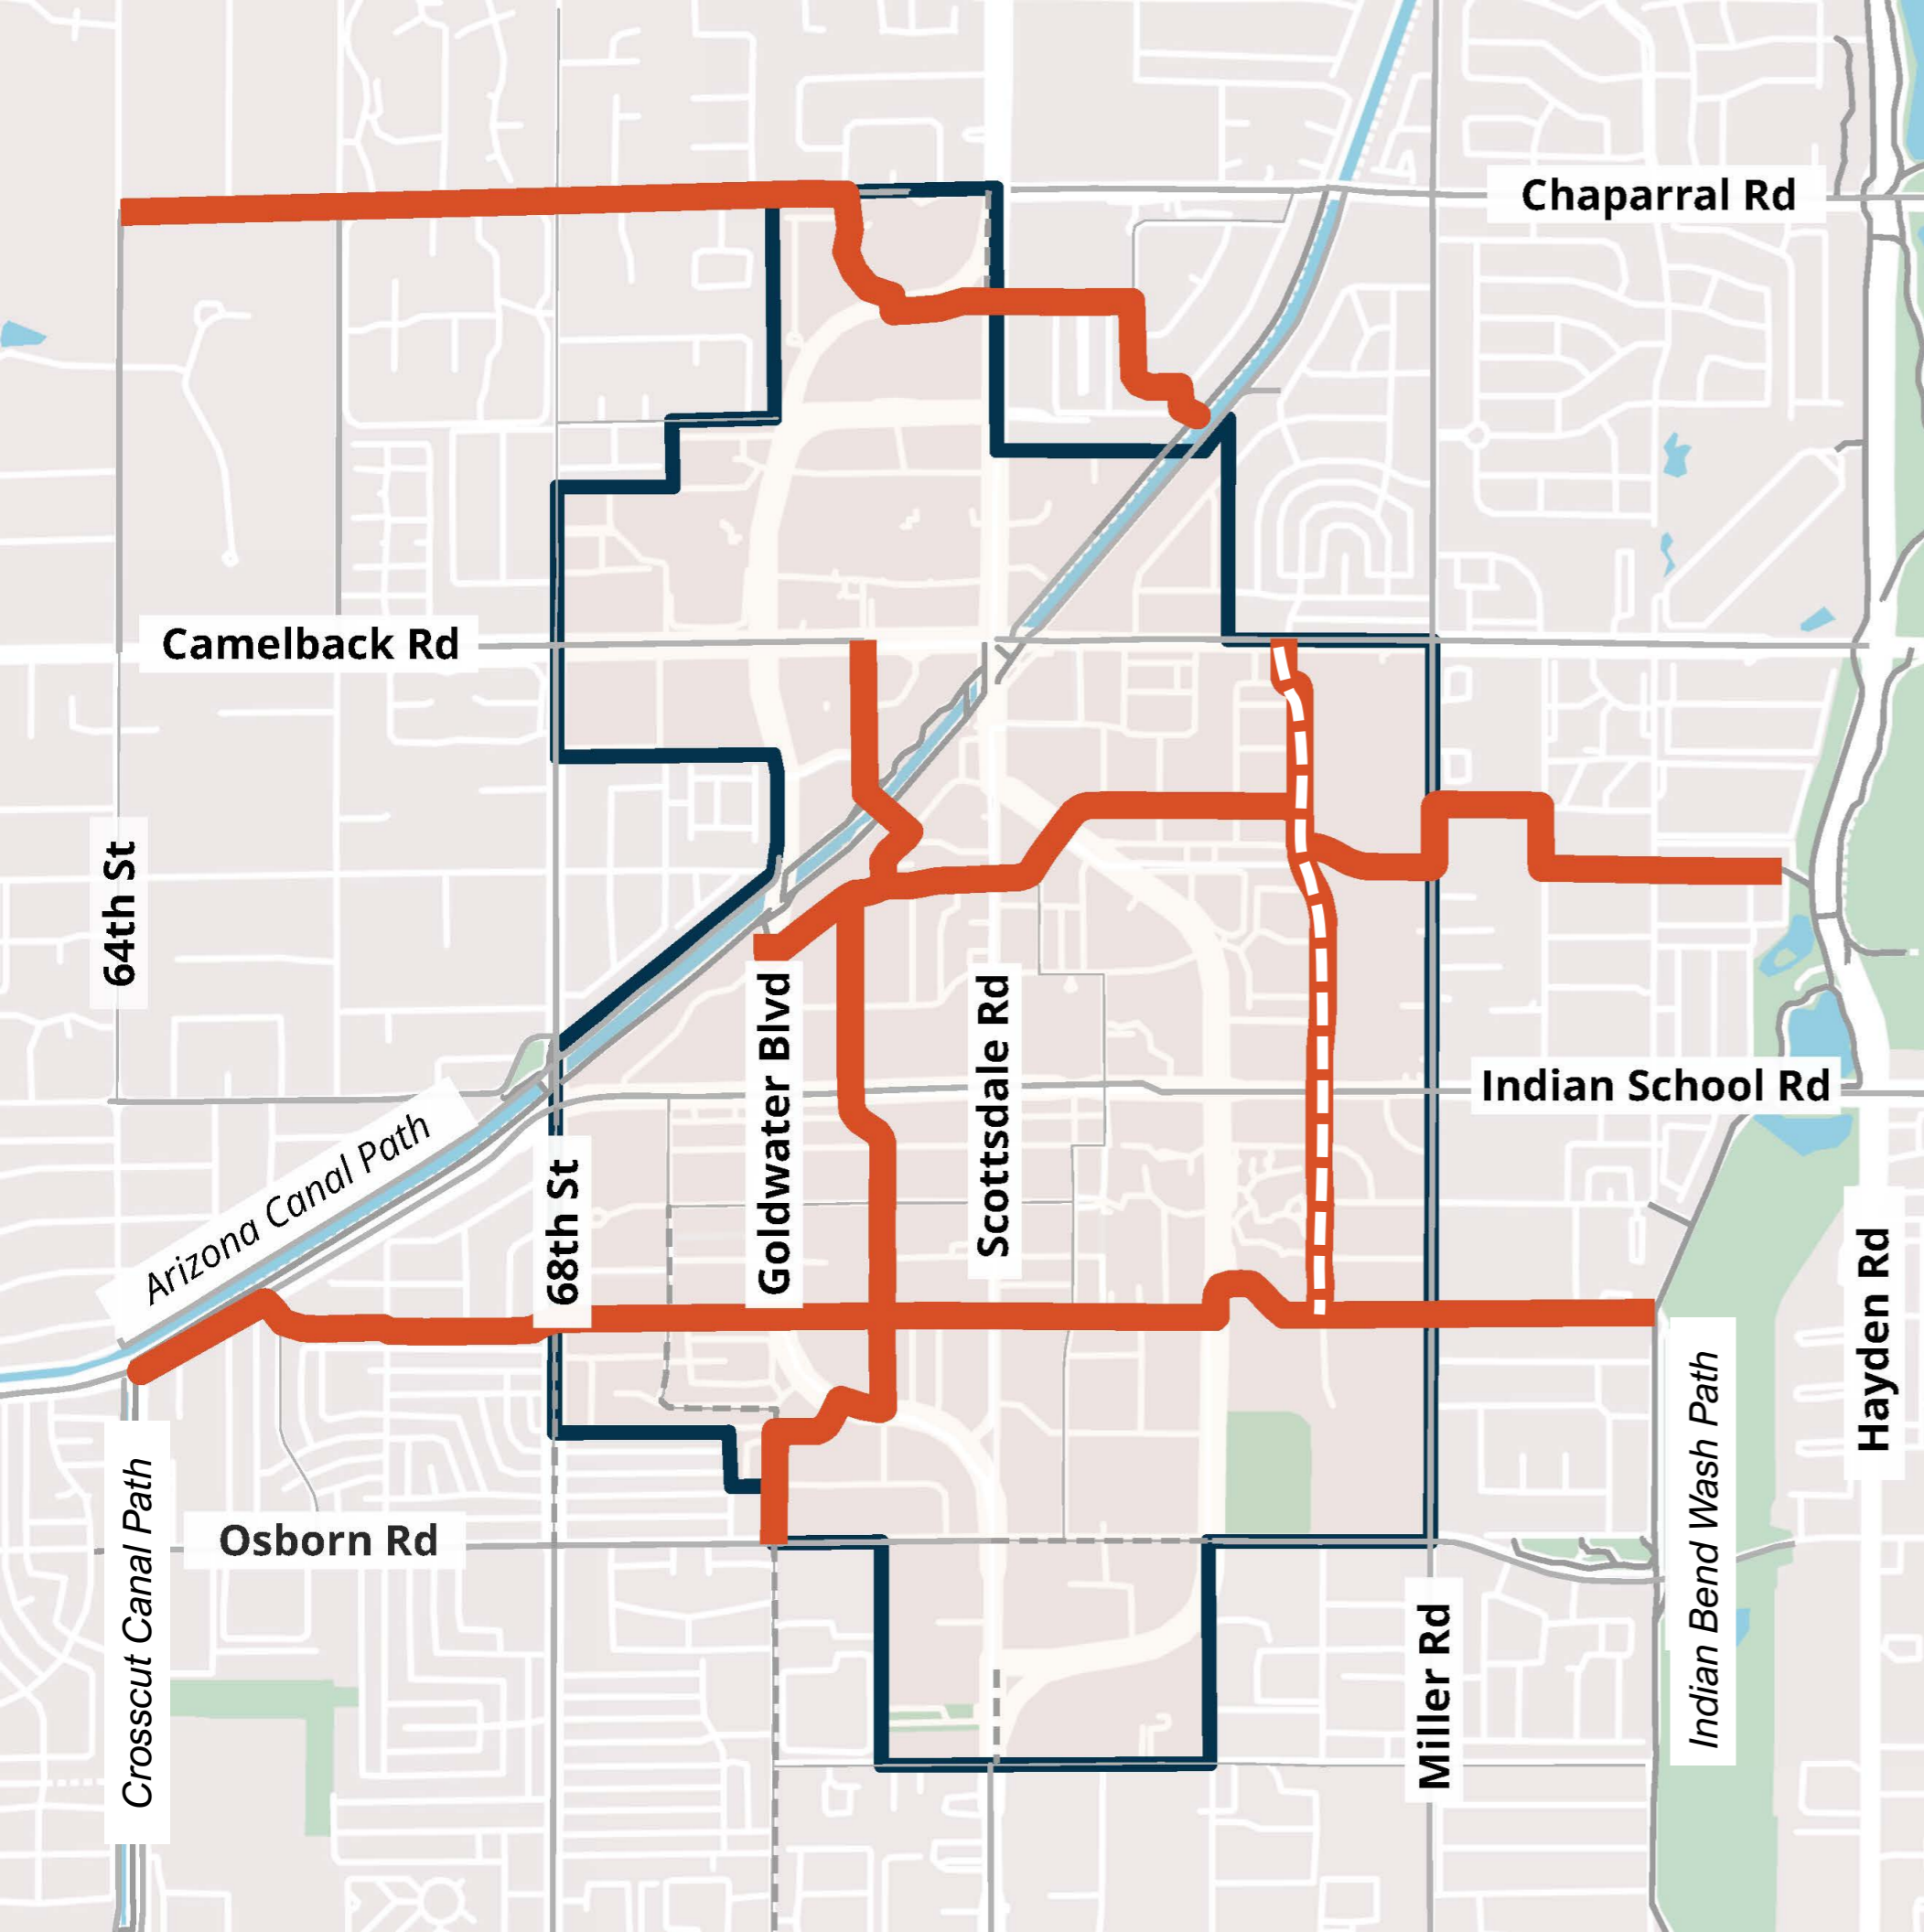 Chaparral Rd
Camelback Rd
64th St
Goldwater Blvd
Scottsdale Rd
Indian School Rd
Arizona Canal Path
68th St
Hayden Rd
Indian Bend Wash Path
Crosscut Canal Path
Osborn Rd
Miller Rd